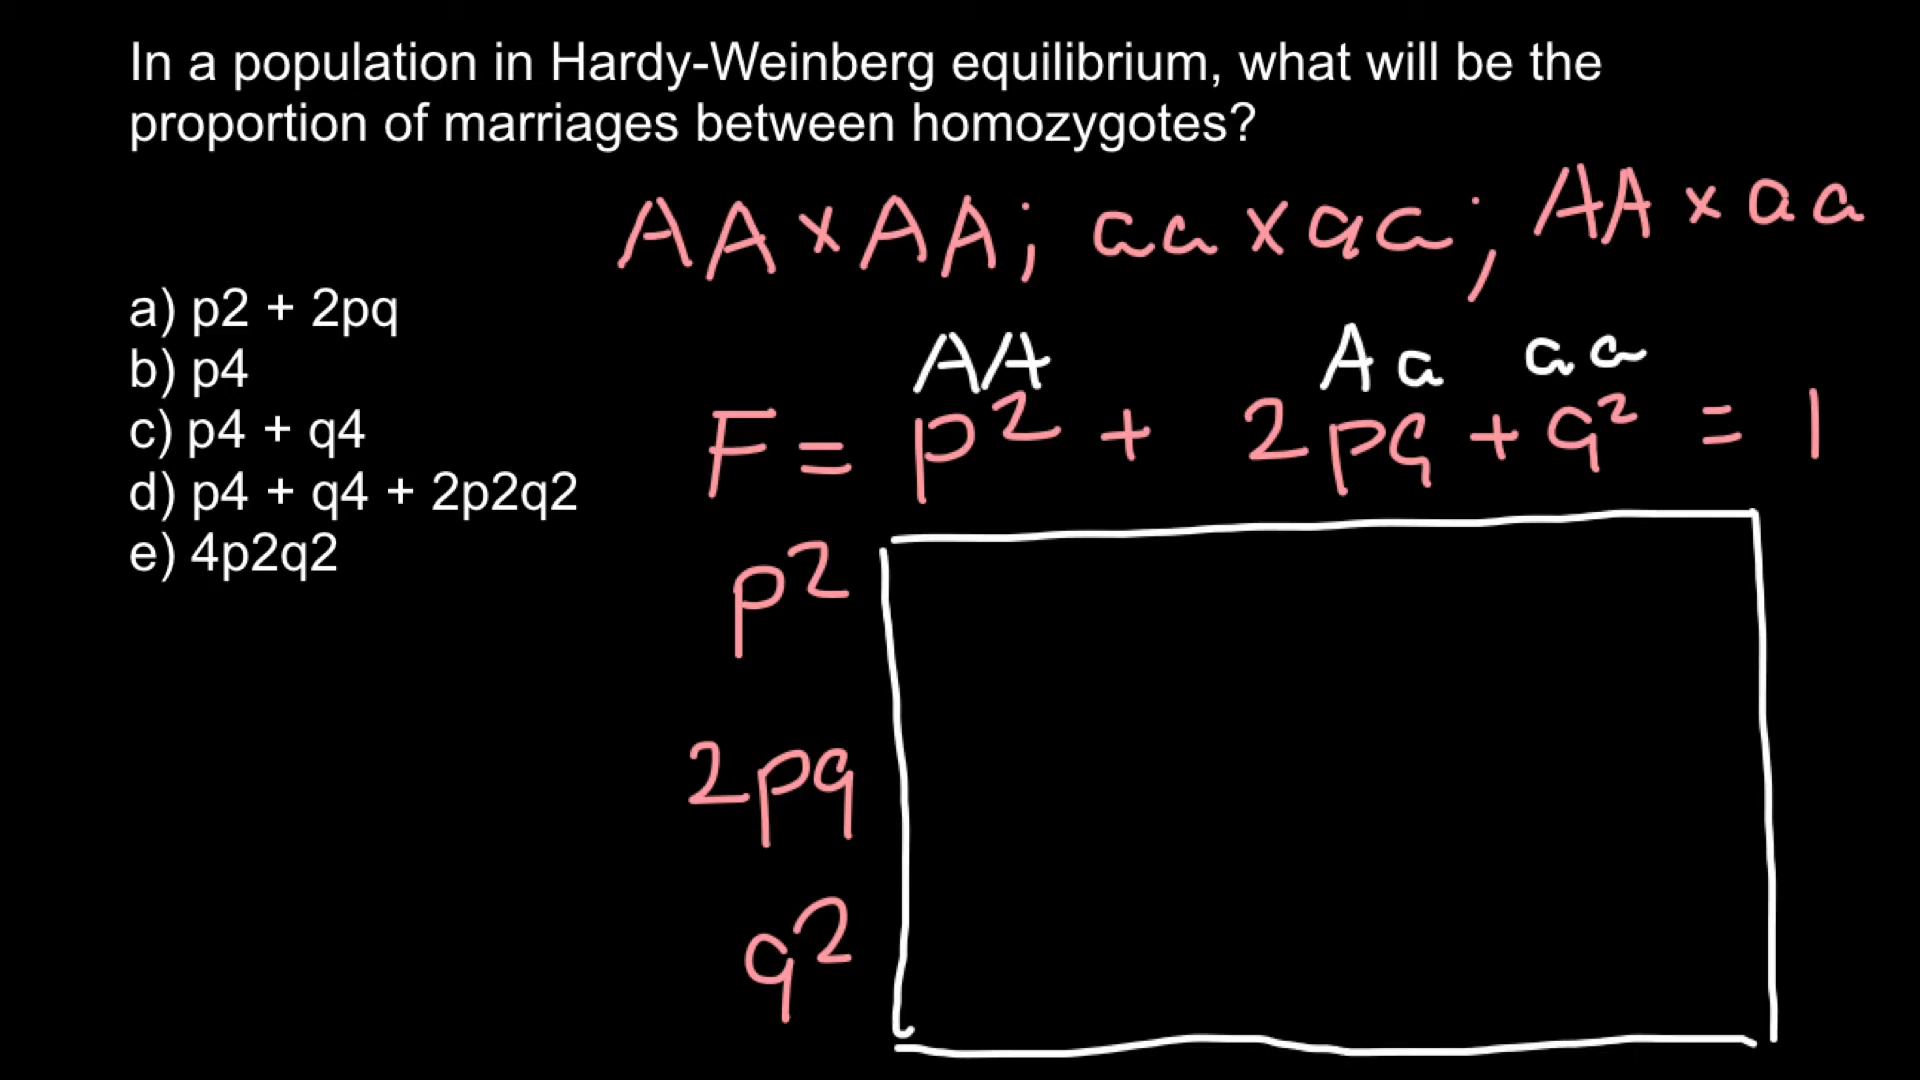 In a population in Hardy-Weinberg equilibrium, what will be the
proportion of marriages between homozygotes?
AA x AA; aa x aa; AA x aa
a) p2 + 2pq
b) p4
c) p4 + q4
d) p4 + q4 + 2p2q2
e) 4p2q2
AA Aa aa
F = p² + 2pq + q² = 1
p²
2pq
q²